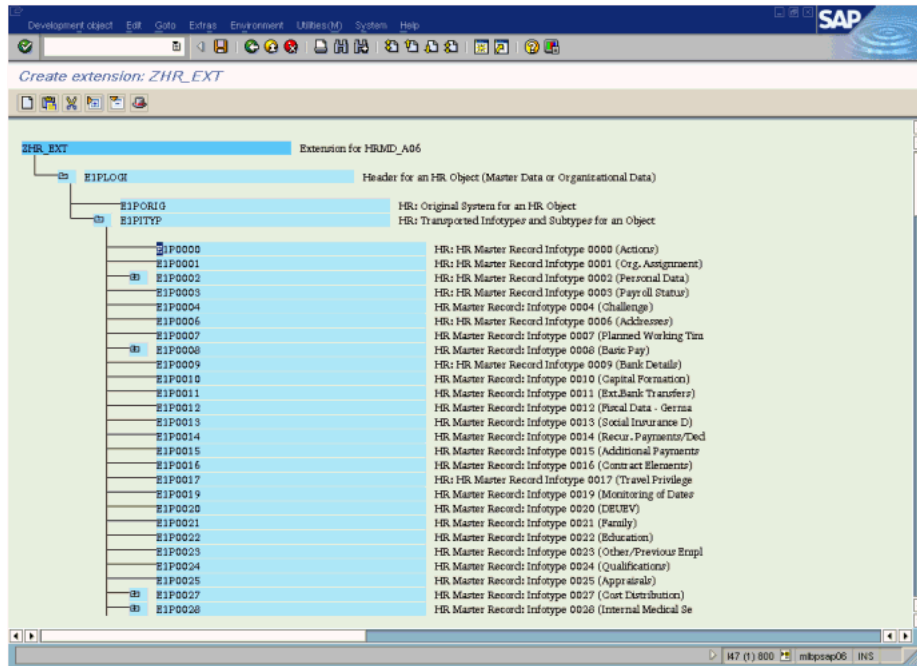 Development object Edit Goto Extras Environment Utilities(M) System Help
SAP
Create extension: ZHR_EXT
ZHR_EXT Extension for HRMD_A06
E1PLOGI Header for an HR Object (Master Data or Organizational Data)
E1PORIG HR: Original System for an HR Object
E1PITYP HR: Transported Infotypes and Subtypes for an Object
E1P0000 HR: HR Master Record Infotype 0000 (Actions)
E1P0001 HR: HR Master Record Infotype 0001 (Org. Assignment)
E1P0002 HR: HR Master Record Infotype 0002 (Personal Data)
E1P0003 HR: HR Master Record Infotype 0003 (Payroll Status)
E1P0004 HR Master Record: Infotype 0004 (Challenge)
E1P0006 HR: HR Master Record Infotype 0006 (Addresses)
E1P0007 HR Master Record: Infotype 0007 (Planned Working Tim
E1P0008 HR Master Record: Infotype 0008 (Basic Pay)
E1P0009 HR: HR Master Record Infotype 0009 (Bank Details)
E1P0010 HR Master Record: Infotype 0010 (Capital Formation)
E1P0011 HR Master Record: Infotype 0011 (Ext.Bank Transfers)
E1P0012 HR Master Record: Infotype 0012 (Fiscal Data - Germa
E1P0013 HR Master Record: Infotype 0013 (Social Insurance D)
E1P0014 HR Master Record: Infotype 0014 (Recur. Payments/Ded
E1P0015 HR Master Record: Infotype 0015 (Additional Payments
E1P0016 HR Master Record: Infotype 0016 (Contract Elements)
E1P0017 HR: HR Master Record Infotype 0017 (Travel Privilege
E1P0019 HR Master Record: Infotype 0019 (Monitoring of Dates
E1P0020 HR Master Record: Infotype 0020 (DEUEV)
E1P0021 HR Master Record: Infotype 0021 (Family)
E1P0022 HR Master Record: Infotype 0022 (Education)
E1P0023 HR Master Record: Infotype 0023 (Other/Previous Empl
E1P0024 HR Master Record: Infotype 0024 (Qualifications)
E1P0025 HR Master Record: Infotype 0025 (Appraisals)
E1P0027 HR Master Record: Infotype 0027 (Cost Distribution)
E1P0028 HR Master Record: Infotype 0028 (Internal Medical Se
I47 (1) 800 mlbpsap06 INS